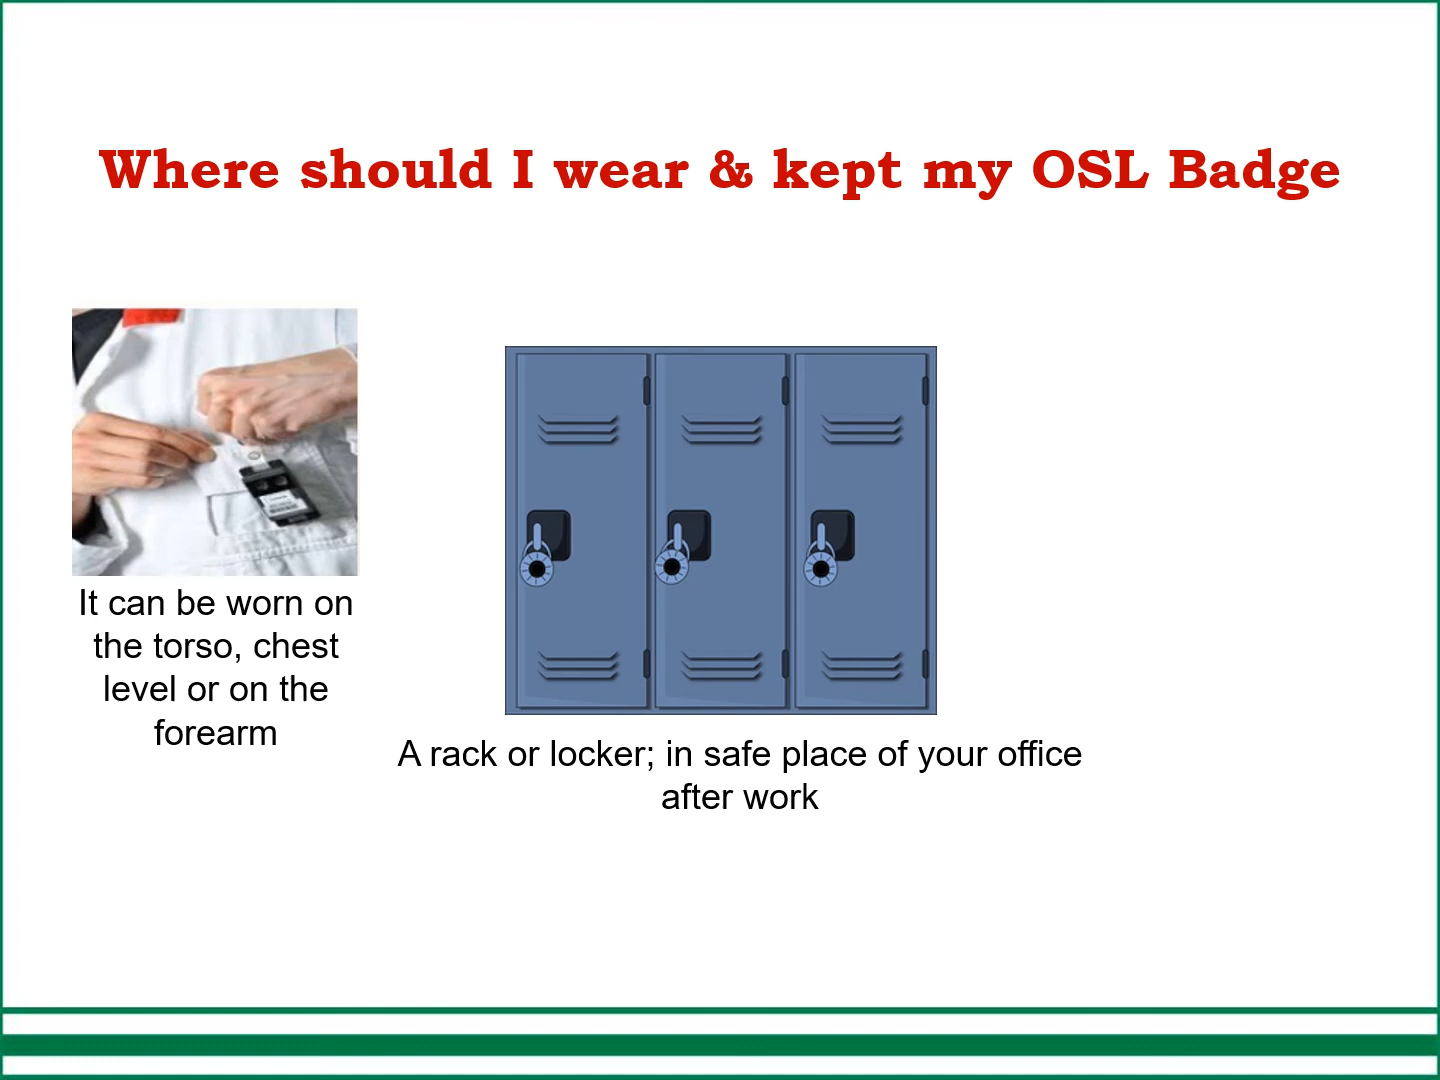 Where should I wear & kept my OSL Badge
It can be worn on
the torso, chest
level or on the
forearm
A rack or locker; in safe place of your office
after work